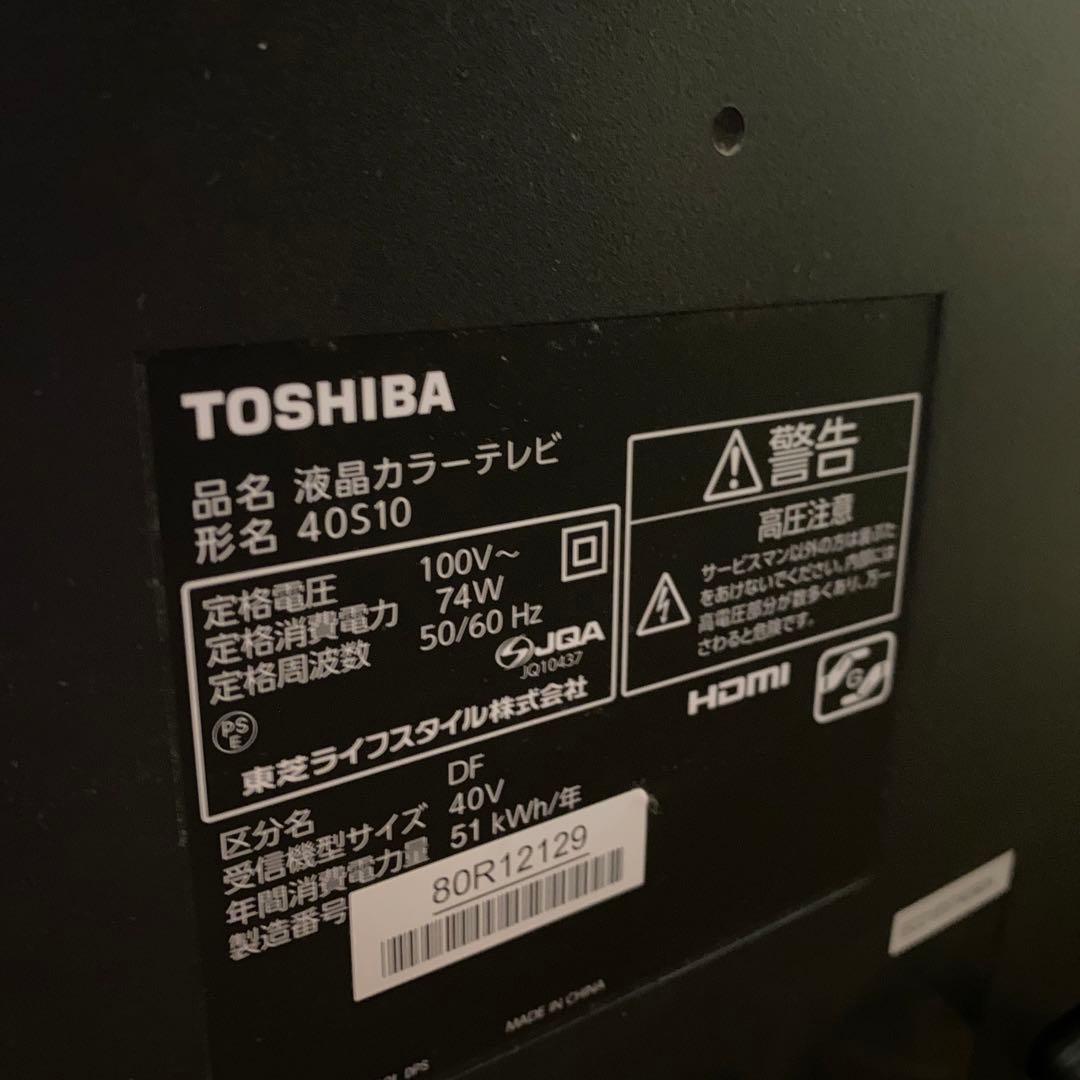 TOSHIBA
品名 液晶カラーテレビ
形名 40S10
定格電圧 100V～
定格消費電力 74W
定格周波数 50/60 Hz
JQA
JQ10437
PS
E
東芝ライフスタイル株式会社
警告
高圧注意
サービスマン以外の方は裏ぶた
をあけないでください。内部には
高電圧部分が数多くあり、万一
さわると危険です。
HDMI
G
区分名 DF
受信機型サイズ 40V
年間消費電力量 51 kWh/年
製造番号
80R12129
MADE IN CHINA
DPS